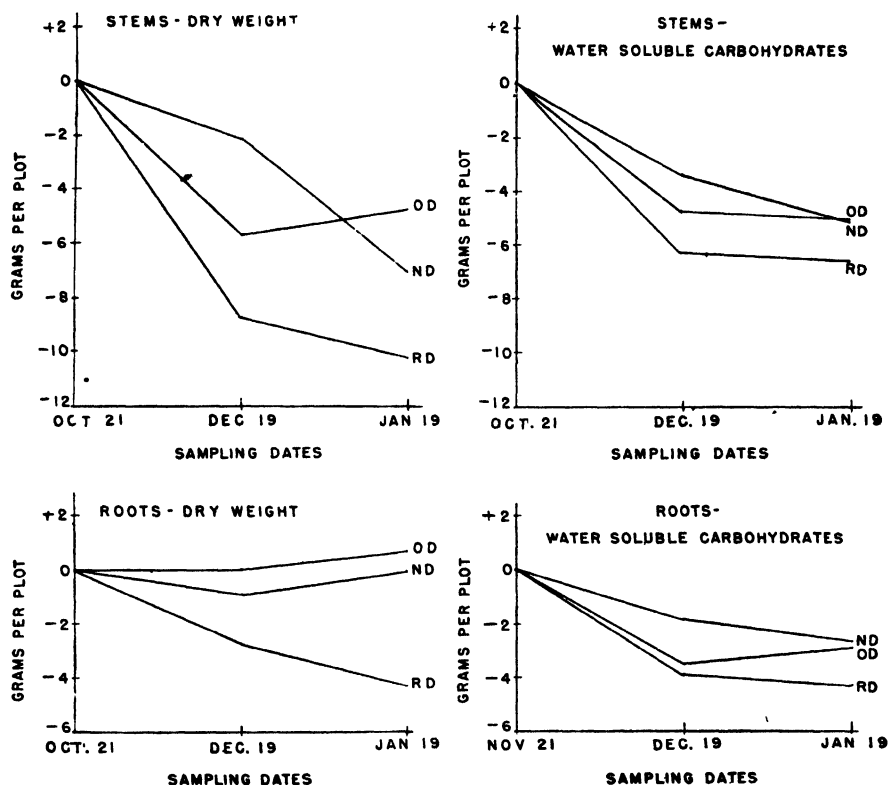 STEMS - DRY WEIGHT
GRAMS PER PLOT
+2
0
-2
-4
-6
-8
-10
-12
OD
ND
RD
OCT 21 DEC. 19 JAN 19
SAMPLING DATES
STEMS-
WATER SOLUBLE CARBOHYDRATES
GRAMS PER PLOT
+2
0
-2
-4
-6
-8
-10
-12
OD
ND
RD
OCT. 21 DEC. 19 JAN. 19
SAMPLING DATES
ROOTS - DRY WEIGHT
GRAMS PER PLOT
+2
0
-2
-4
-6
OD
ND
RD
OCT. 21 DEC. 19 JAN 19
SAMPLING DATES
ROOTS-
WATER SOLUBLE CARBOHYDRATES
GRAMS PER PLOT
+2
0
-2
-4
-6
ND
OD
RD
NOV 21 DEC. 19 JAN 19
SAMPLING DATES